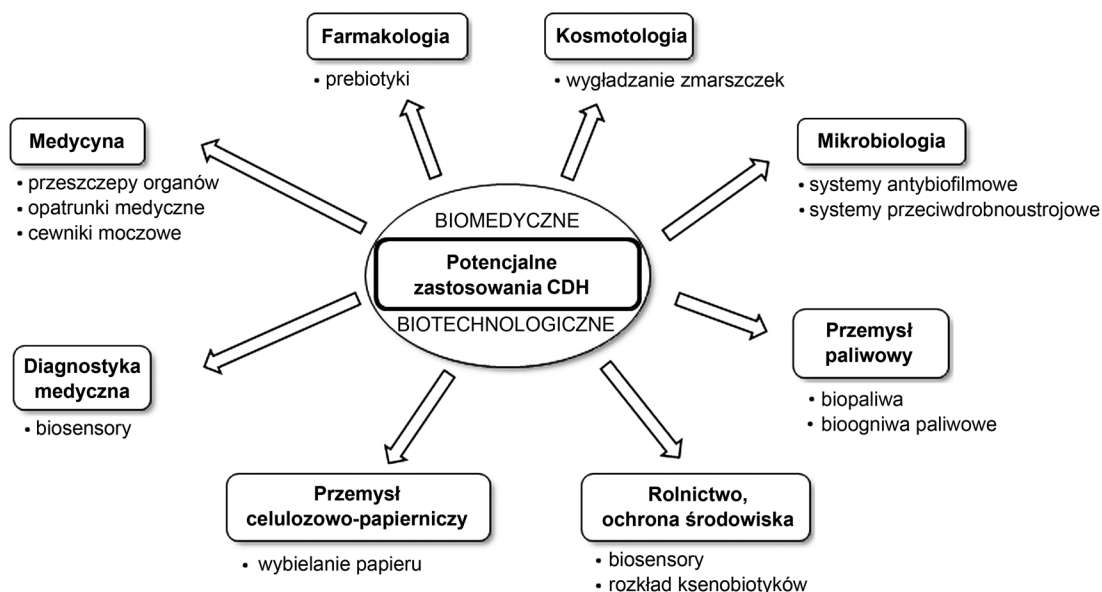 Farmakologia
• prebiotyki
Kosmotologia
• wygładzanie zmarszczek
Medycyna
• przeszczepy organów
• opatrunki medyczne
• cewniki moczowe
Mikrobiologia
• systemy antybiofilmowe
• systemy przeciwdrobnoustrojowe
BIOMEDYCZNE
Potencjalne
zastosowania CDH
BIOTECHNOLOGICZNE
Diagnostyka
medyczna
• biosensory
Przemysł
paliwowy
• biopaliwa
• bioogniwa paliwowe
Przemysł
celulozowo-papierniczy
• wybielanie papieru
Rolnictwo,
ochrona środowiska
• biosensory
• rozkład ksenobiotyków